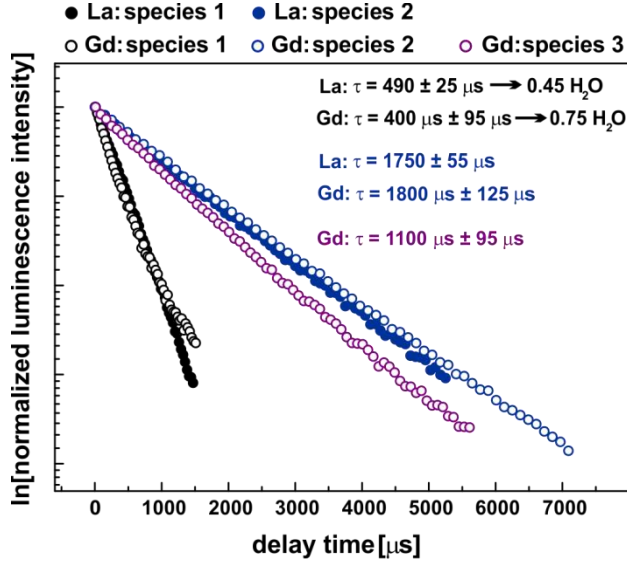 La: species 1 La: species 2
Gd: species 1 Gd: species 2 Gd: species 3
La: τ = 490 ± 25 μs → 0.45 H₂O
Gd: τ = 400 μs ± 95 μs → 0.75 H₂O
La: τ = 1750 ± 55 μs
Gd: τ = 1800 μs ± 125 μs
Gd: τ = 1100 μs ± 95 μs
ln[normalized luminescence intensity]
0 1000 2000 3000 4000 5000 6000 7000
delay time[μs]